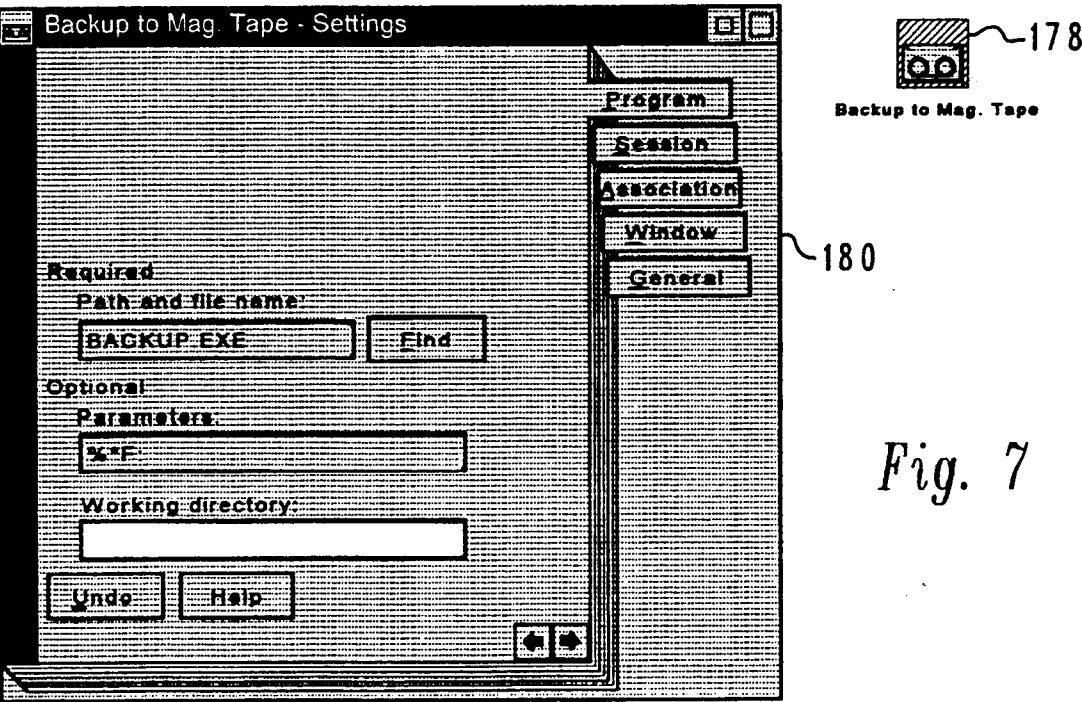 Backup to Mag. Tape - Settings
178
Backup to Mag. Tape
Program
Session
Association
Window
General
180
Required
Path and file name:
BACKUP.EXE
Find
Optional
Parameters:
%*F
Working directory:
Undo
Help
Fig. 7